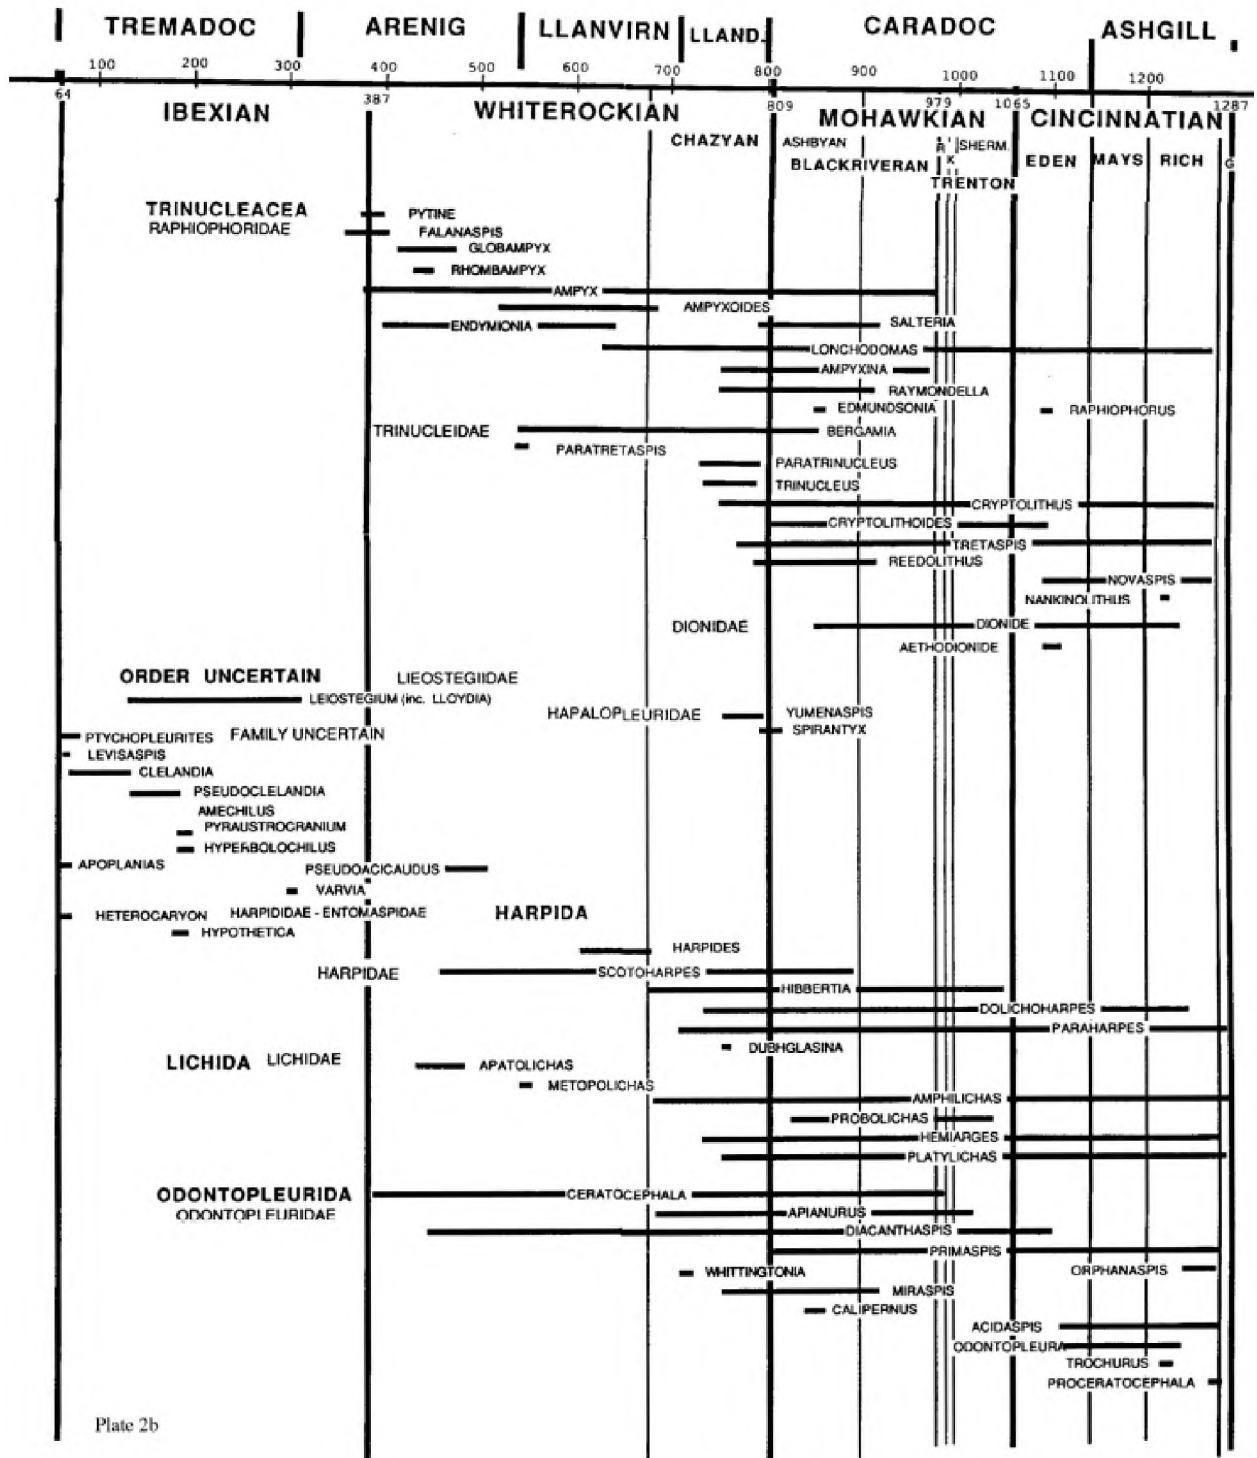 TREMADOC ARENIG LLANVIRN LLAND. CARADOC ASHGILL
100 200 300 400 500 600 700 800 900 1000 1100 1200
64 387 809 979 1065 1287
IBEXIAN WHITEROCKIAN MOHAWKIAN CINCINNATIAN
CHAZYAN ASHBYAN R K SHERM.
BLACKRIVERAN EDEN MAYS RICH G
TRENTON
TRINUCLEACEA PYTINE
RAPHIOPHORIDAE FALANASPIS
GLOBAMPYX
RHOMBAMPYX
AMPYX
AMPYXOIDES
ENDYMIONIA SALTERIA
LONCHODOMAS
AMPYXINA
RAYMONDELLA
EDMUNDSONIA RAPHIOPHORUS
TRINUCLEIDAE BERGAMIA
PARATRETASPIS
PARATRINUCLEUS
TRINUCLEUS
CRYPTOLITHUS
CRYPTOLITHOIDES
TRETASPIS
REEDOLITHUS
NOVASPIS
NANKINOLITHUS
DIONIDAE DIONIDE
AETHODIONIDE
ORDER UNCERTAIN LIEOSTEGIIDAE
LEIOSTEGIUM (inc. LLOYDIA)
HAPALOPLEURIDAE YUMENASPIS
SPIRANTYX
PTYCHOPLEURITES FAMILY UNCERTAIN
LEVISASPIS
CLELANDIA
PSEUDOCLELANDIA
AMECHILUS
PYRAUSTROCRANIUM
HYPERBOLOCHILUS
APOPLANIAS PSEUDOACICAUDUS
VARVIA
HETEROCARYON HARPIDIDAE - ENTOMASPIDAE HARPIDA
HYPOTHETICA
HARPIDES
HARPIDAE SCOTOHARPES
HIBBERTIA
DOLICHOHARPES
PARAHARPES
DUBHGLASINA
LICHIDA LICHIDAE APATOLICHAS
METOPOLICHAS
AMPHILICHAS
PROBOLICHAS
HEMIARGES
PLATYLICHAS
ODONTOPLEURIDA CERATOCEPHALA
ODONTOPLEURIDAE APIANURUS
DIACANTHASPIS
PRIMASPIS
WHITTINGTONIA ORPHANASPIS
MIRASPIS
CALIPERNUS
ACIDASPIS
ODONTOPLEURA
TROCHURUS
PROCERATOCEPHALA
Plate 2b